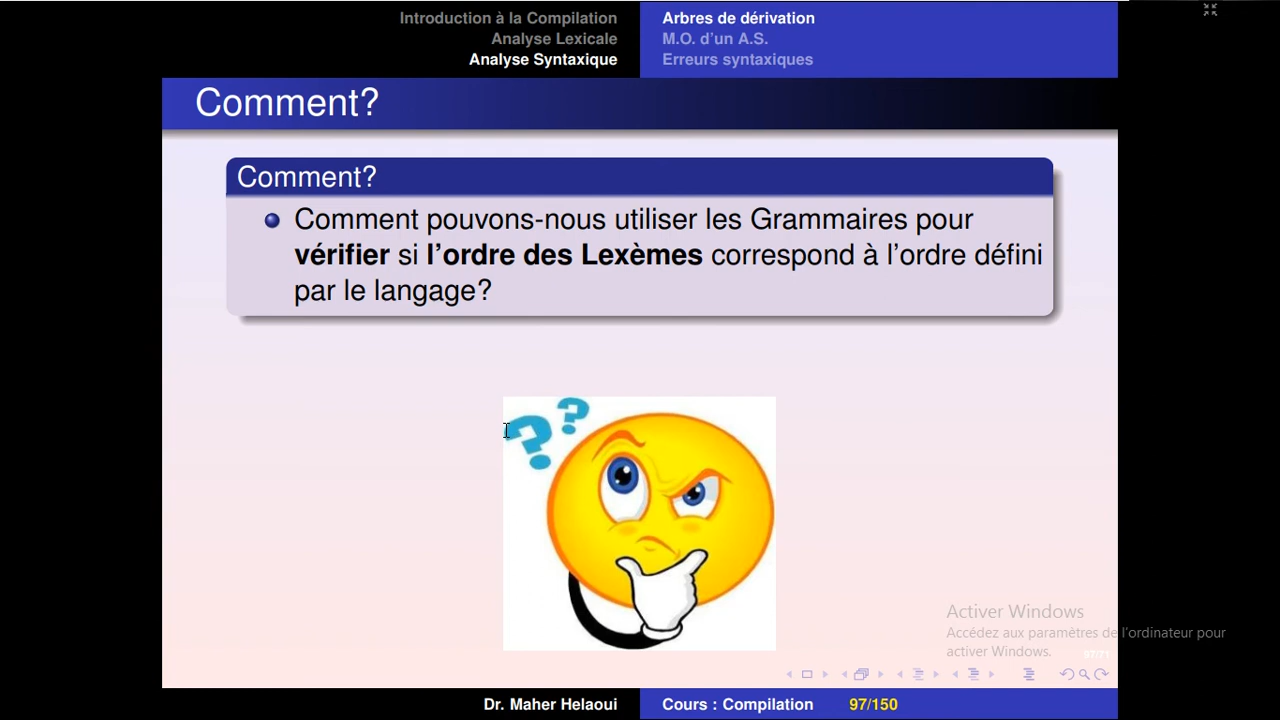 Introduction à la Compilation
Analyse Lexicale
Analyse Syntaxique
Arbres de dérivation
M.O. d'un A.S.
Erreurs syntaxiques
Comment?
Comment?
Comment pouvons-nous utiliser les Grammaires pour
vérifier si l'ordre des Lexèmes correspond à l'ordre défini
par le langage?
? ?
Activer Windows
Accédez aux paramètres de l'ordinateur pour
activer Windows.
Dr. Maher Helaoui
Cours : Compilation
97/150